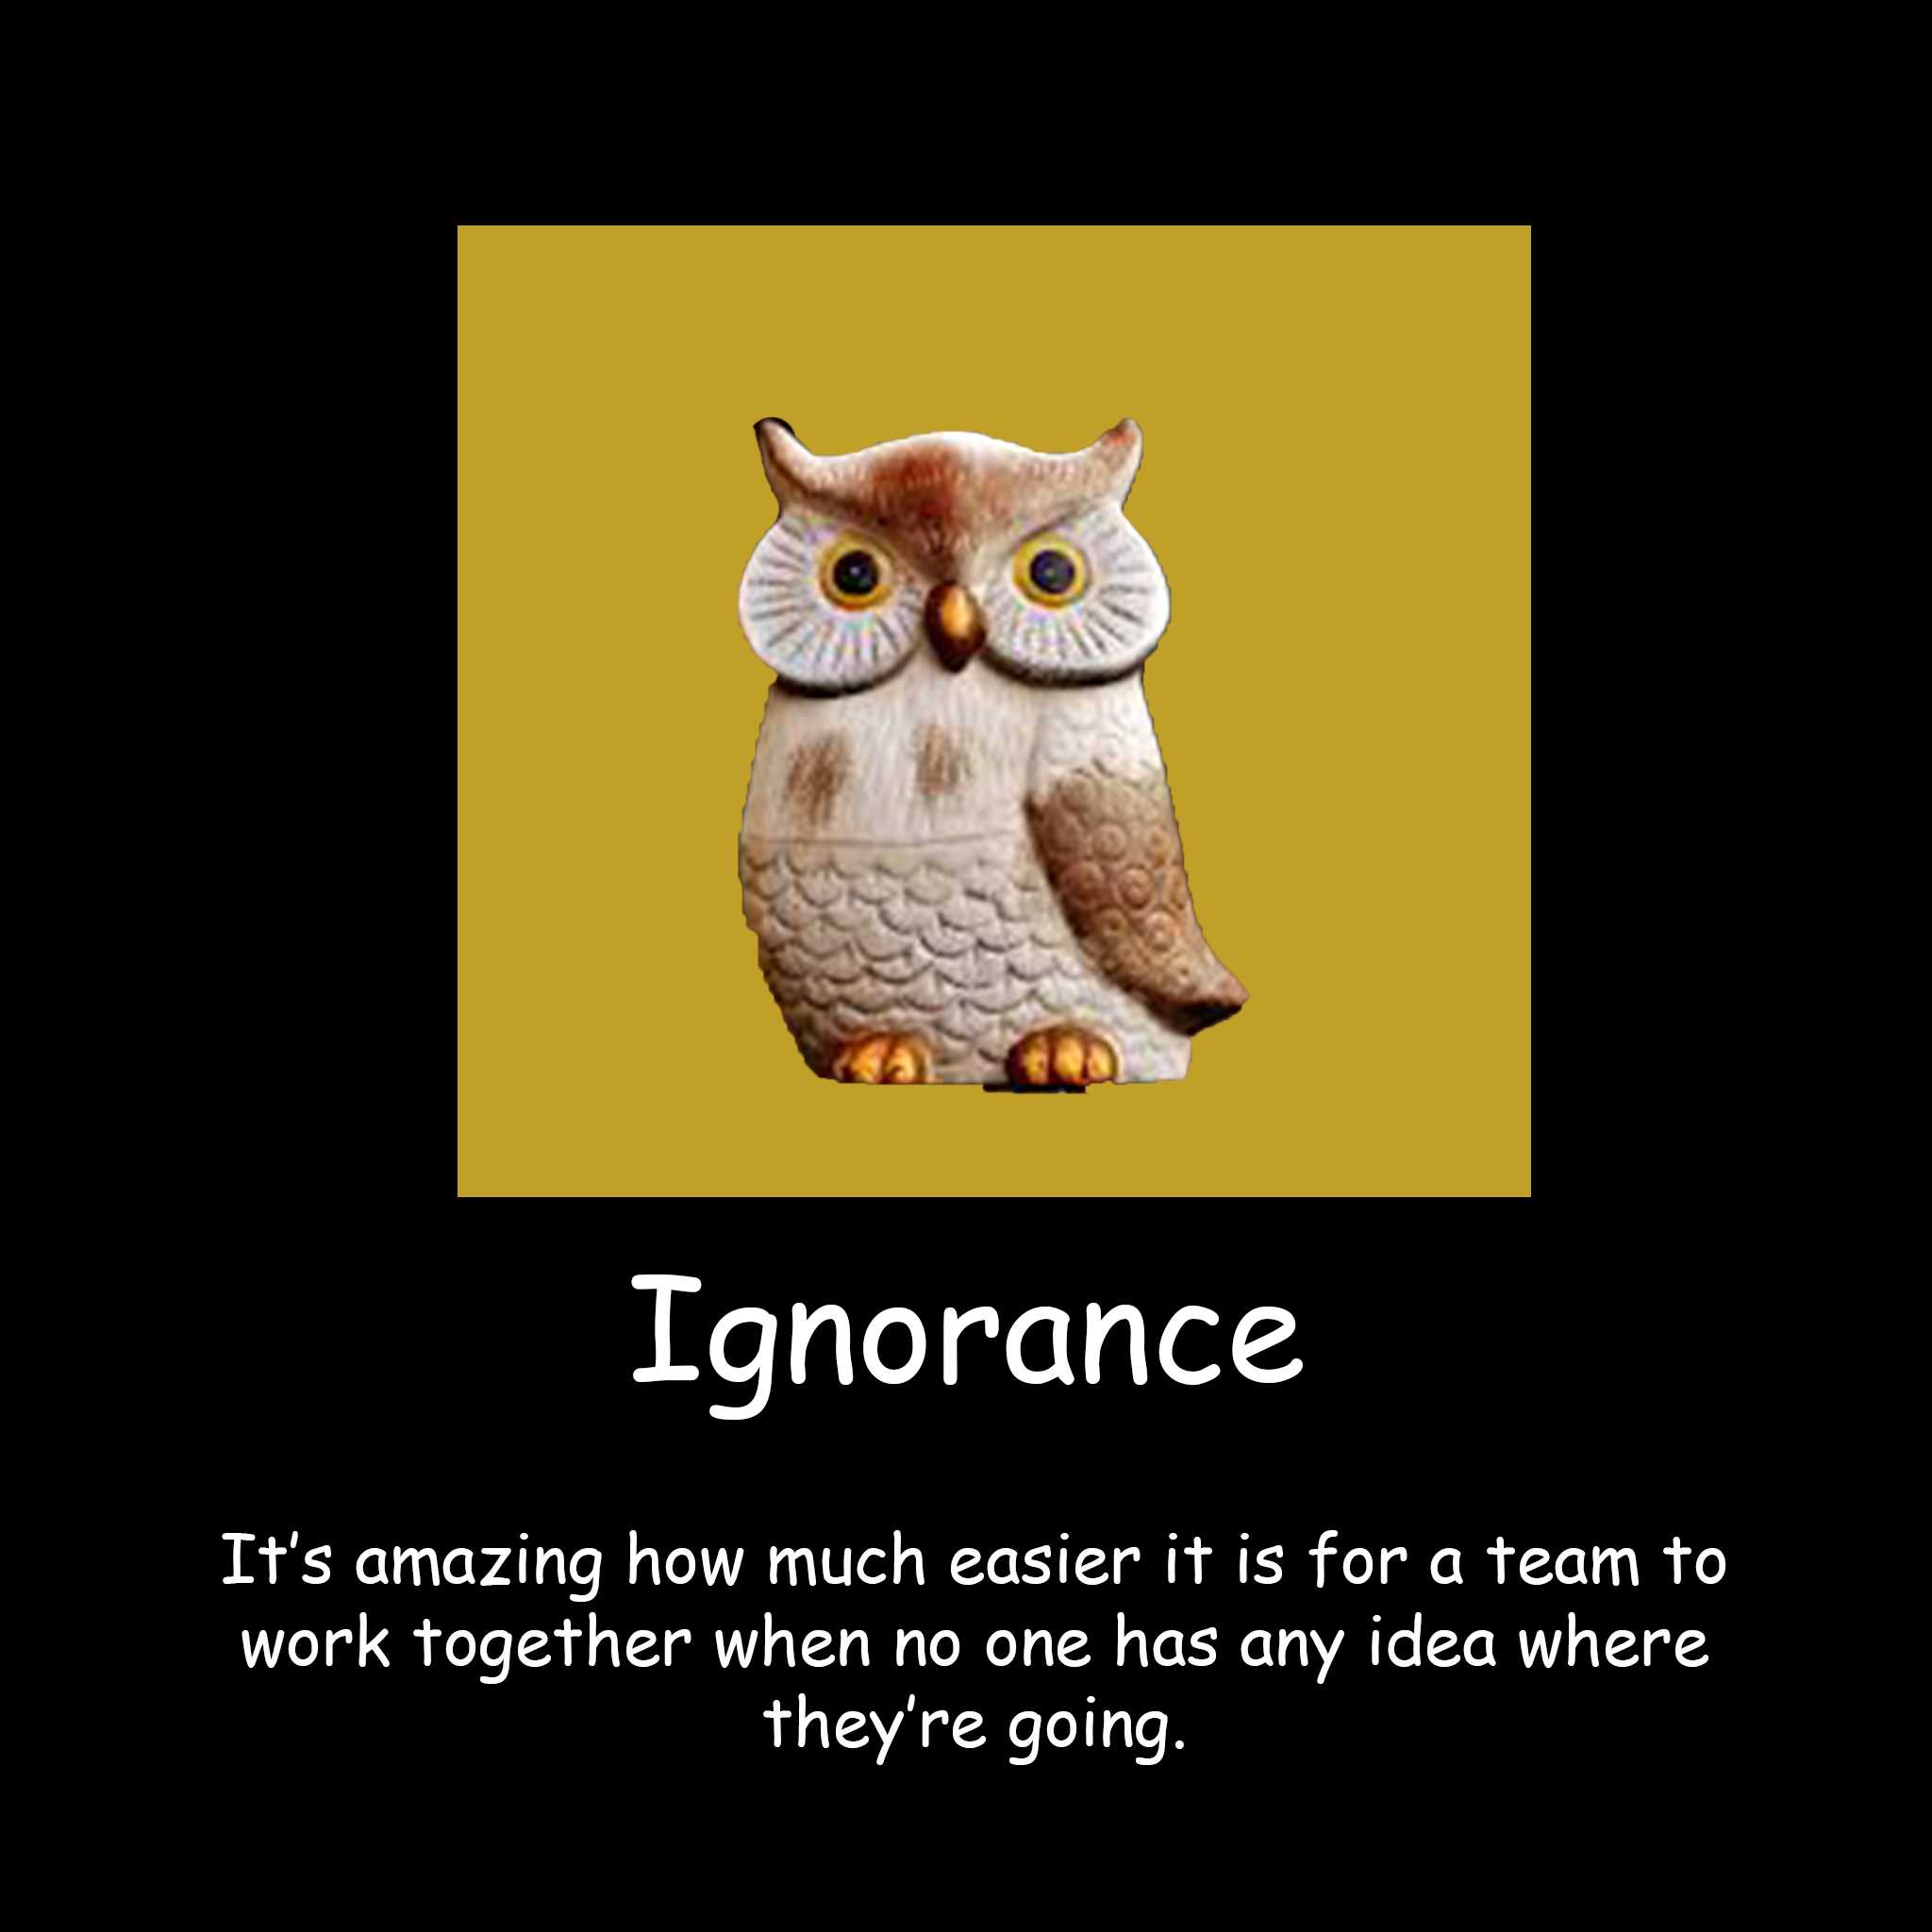 Ignorance
It's amazing how much easier it is for a team to
work together when no one has any idea where
they're going.